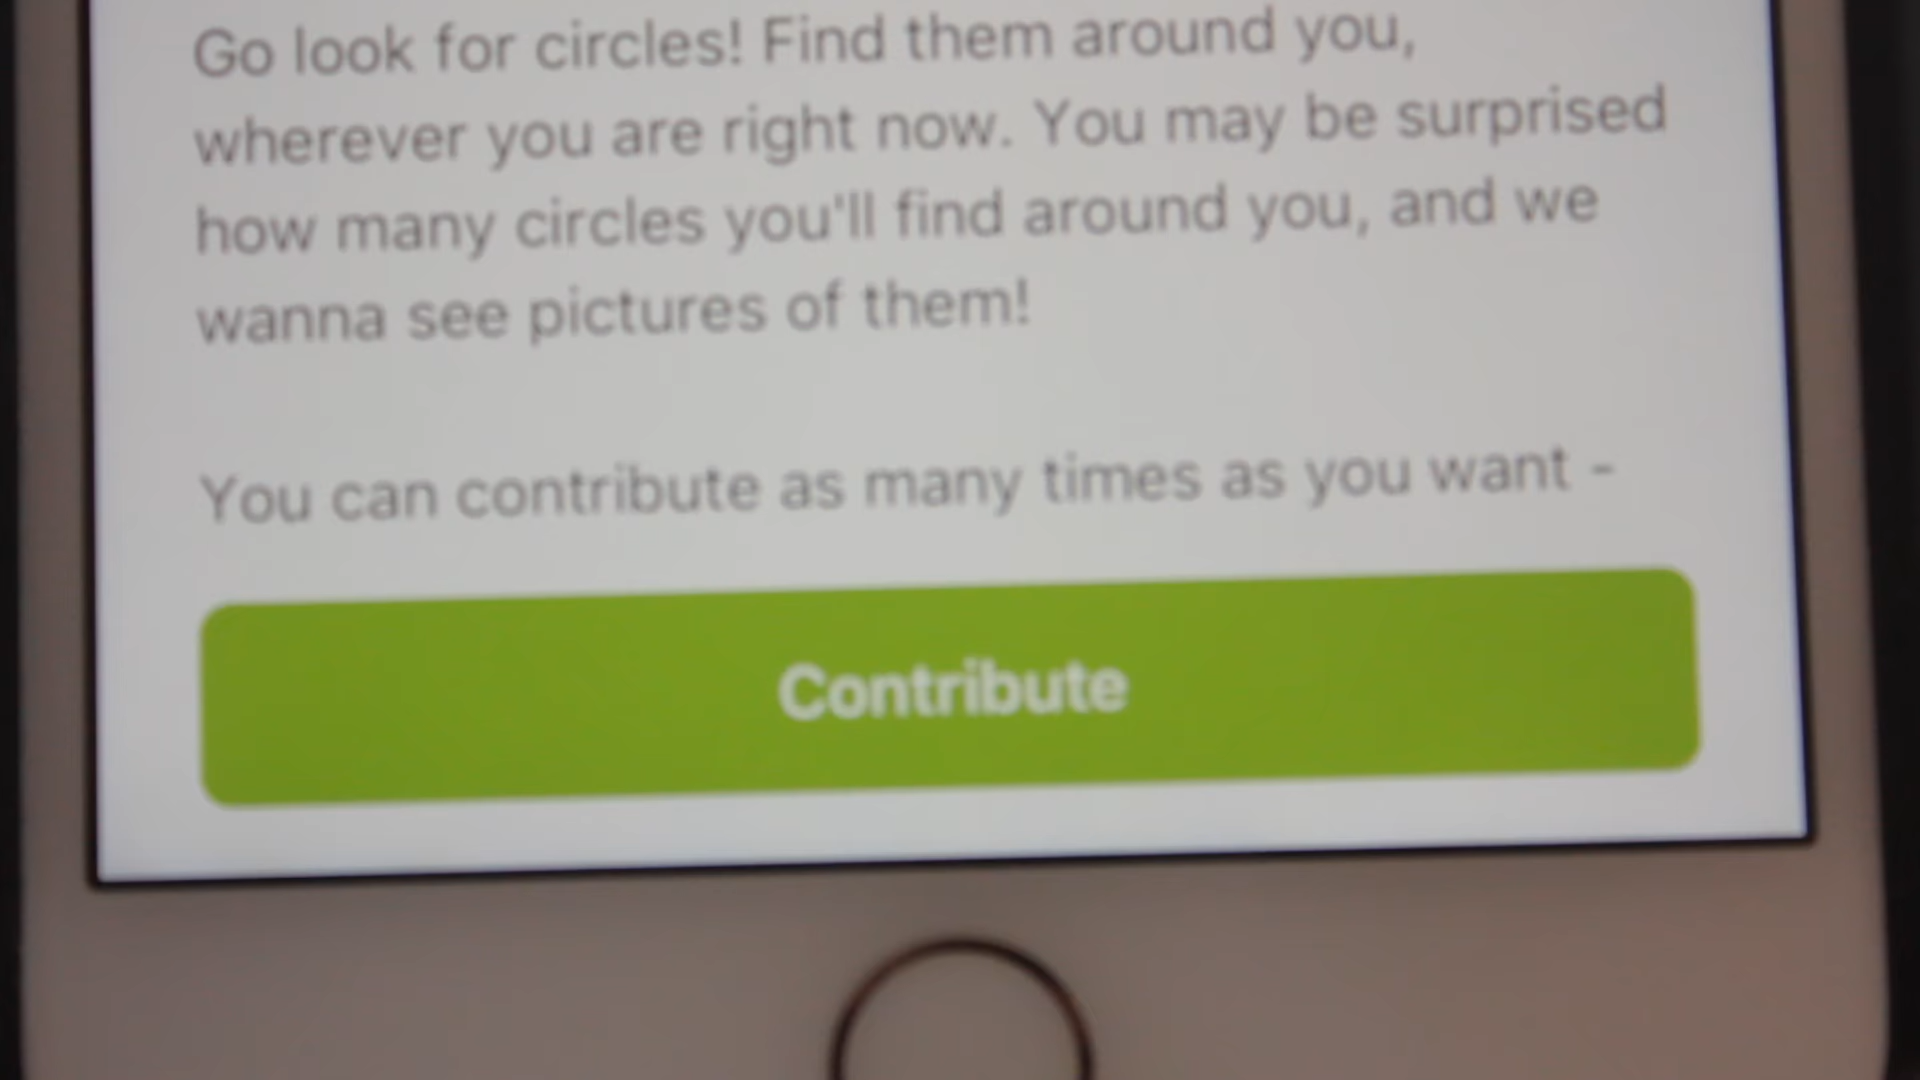 Go look for circles! Find them around you,
wherever you are right now. You may be surprised
how many circles you'll find around you, and we
wanna see pictures of them!
You can contribute as many times as you want -
Contribute